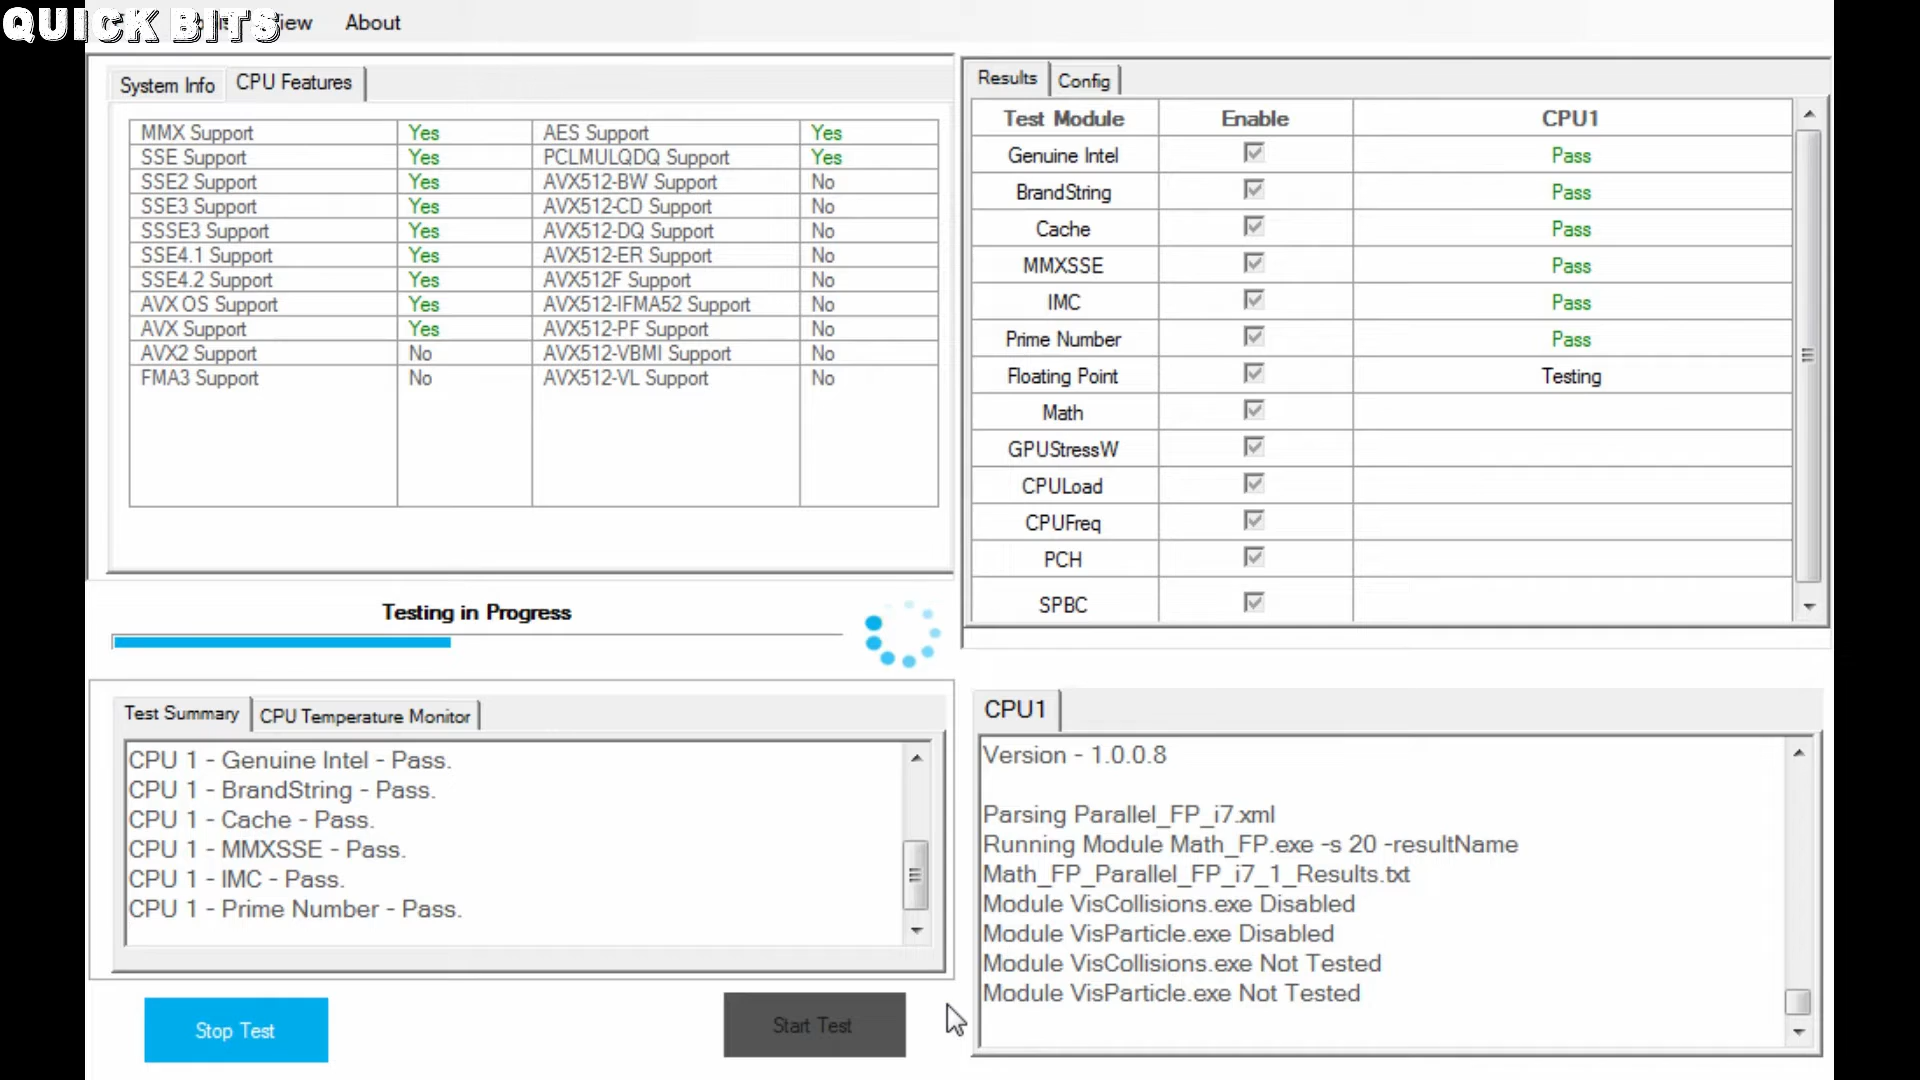 QUICK BITS
iew About
System Info CPU Features
MMX Support Yes AES Support Yes
SSE Support Yes PCLMULQDQ Support Yes
SSE2 Support Yes AVX512-BW Support No
SSE3 Support Yes AVX512-CD Support No
SSSE3 Support Yes AVX512-DQ Support No
SSE4.1 Support Yes AVX512-ER Support No
SSE4.2 Support Yes AVX512F Support No
AVX OS Support Yes AVX512-IFMA52 Support No
AVX Support Yes AVX512-PF Support No
AVX2 Support No AVX512-VBMI Support No
FMA3 Support No AVX512-VL Support No
Results Config
Test Module Enable CPU1
Genuine Intel Pass
BrandString Pass
Cache Pass
MMXSSE Pass
IMC Pass
Prime Number Pass
Floating Point Testing
Math
GPUStressW
CPULoad
CPUFreq
PCH
SPBC
Testing in Progress
Test Summary CPU Temperature Monitor
CPU 1 - Genuine Intel - Pass.
CPU 1 - BrandString - Pass.
CPU 1 - Cache - Pass.
CPU 1 - MMXSSE - Pass.
CPU 1 - IMC - Pass.
CPU 1 - Prime Number - Pass.
Stop Test Start Test
CPU1
Version - 1.0.0.8
Parsing Parallel_FP_i7.xml
Running Module Math_FP.exe -s 20 -resultName
Math_FP_Parallel_FP_i7_1_Results.txt
Module VisCollisions.exe Disabled
Module VisParticle.exe Disabled
Module VisCollisions.exe Not Tested
Module VisParticle.exe Not Tested